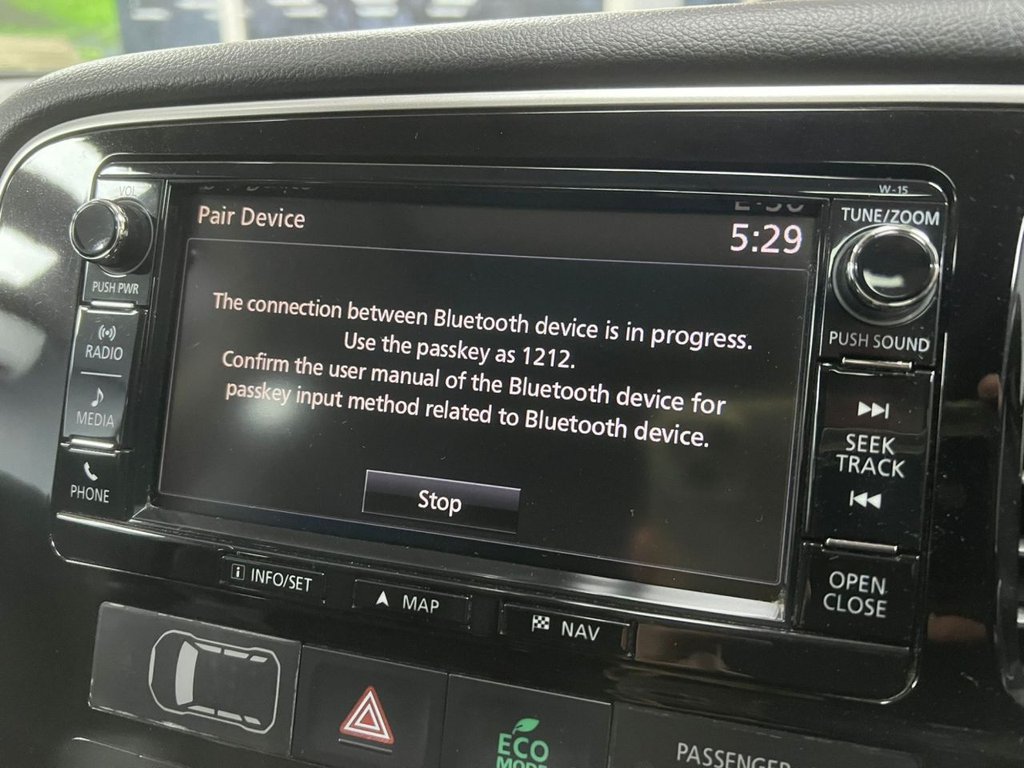 VOL
W-15
Pair Device
TUNE/ZOOM
5:29
PUSH PWR
The connection between Bluetooth device is in progress.
Use the passkey as 1212.
Confirm the user manual of the Bluetooth device for
passkey input method related to Bluetooth device.
Stop
RADIO
MEDIA
PHONE
PUSH SOUND
SEEK
TRACK
OPEN
CLOSE
i INFO/SET
MAP
NAV
ECO
MODE
PASSENGER